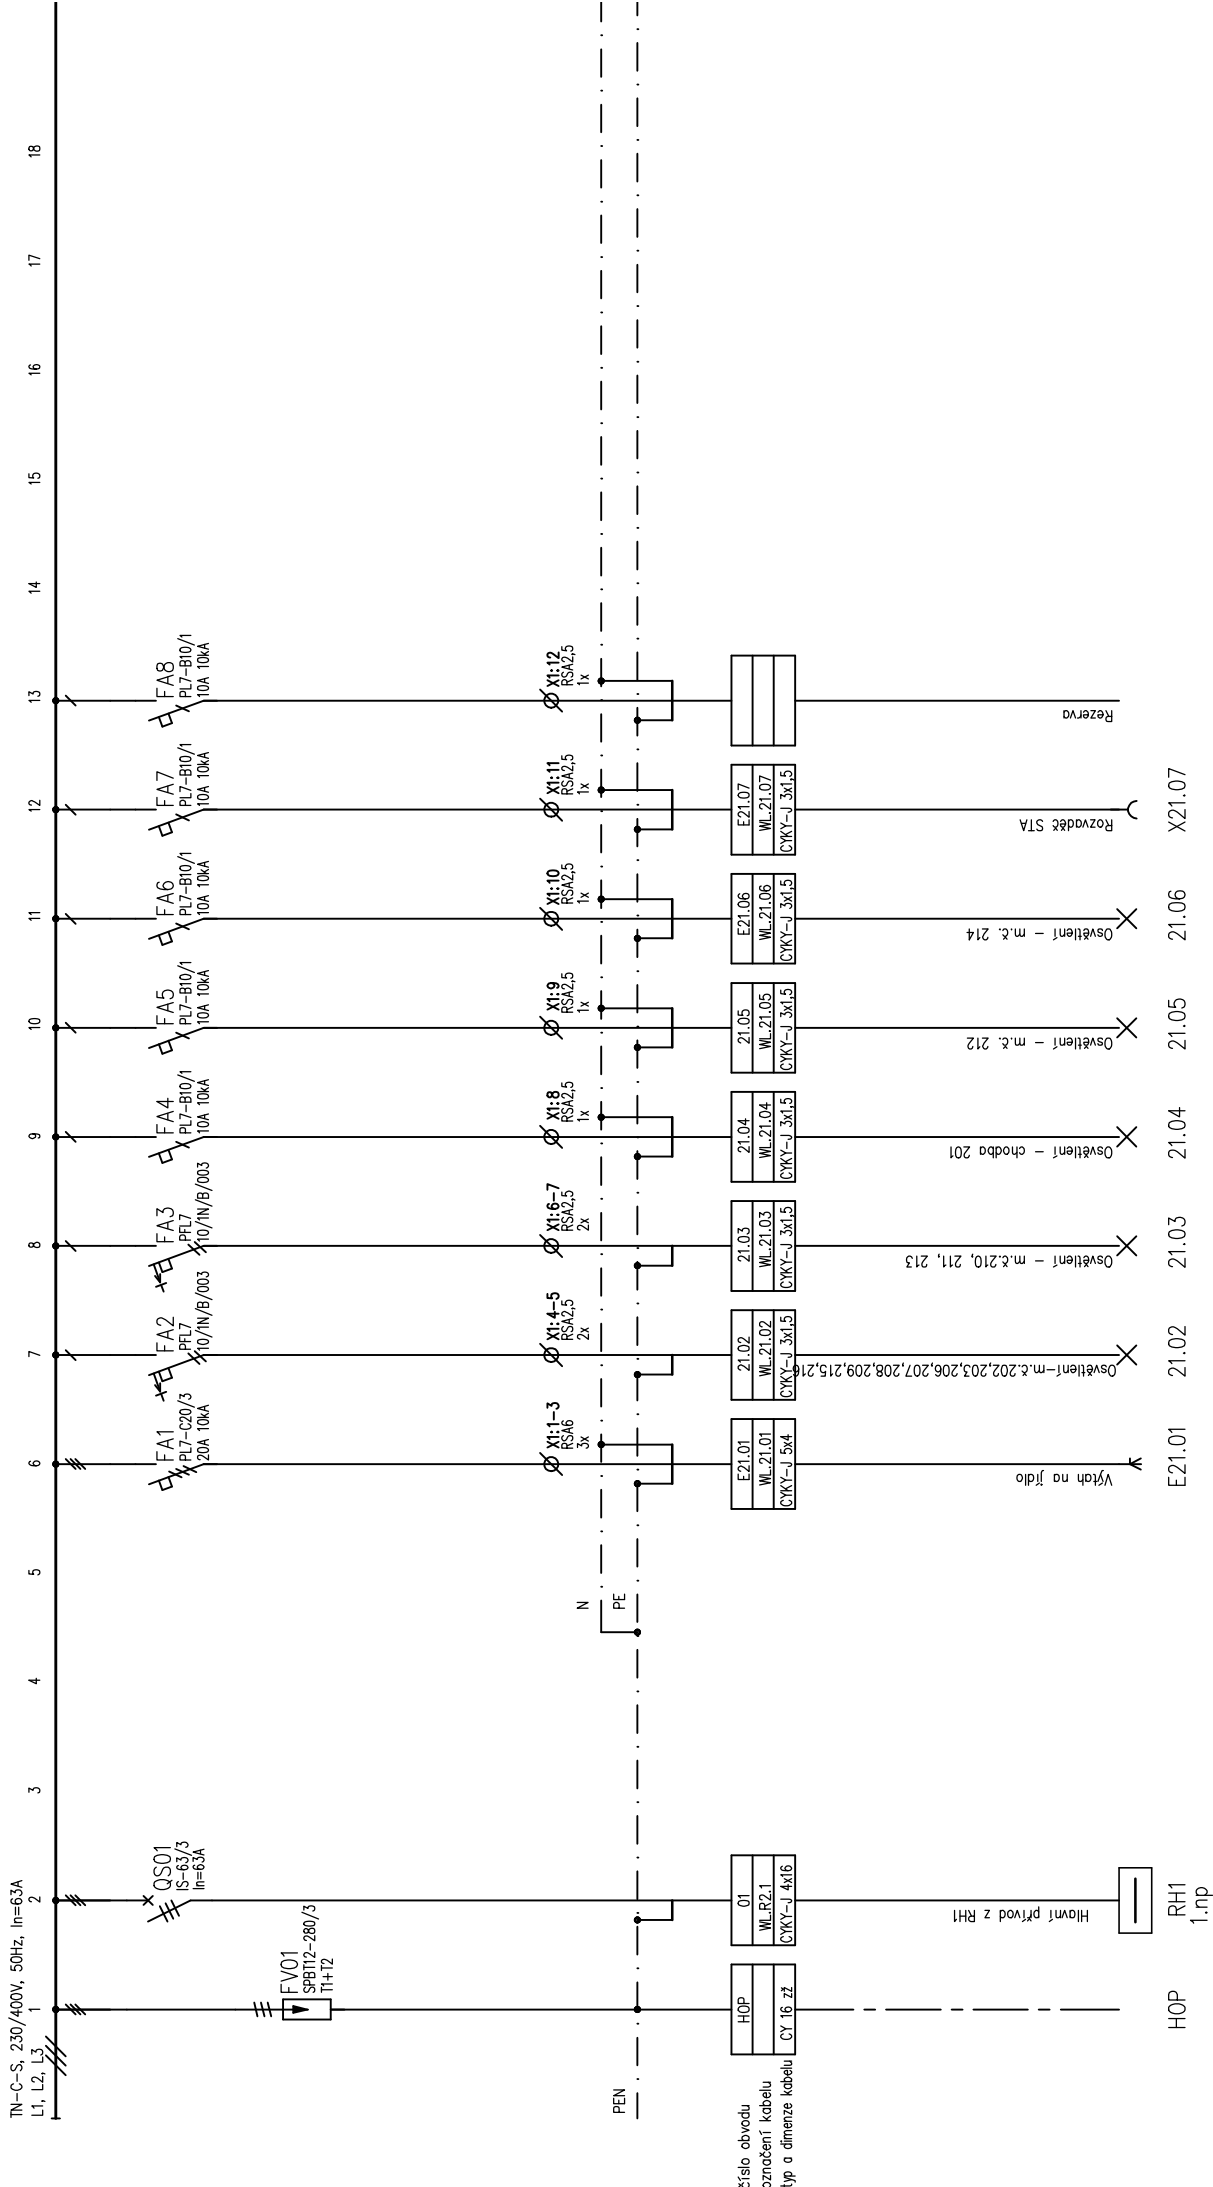 TN-C-S, 230/400V, 50Hz, In=63A
L1, L2, L3
1
2
3
4
5
6
7
8
9
10
11
12
13
14
15
16
17
18
FV01
SPBT12-280/3
T1+T2
QS01
IS-63/3
In=63A
FA1
PL7-C20/3
20A 10kA
FA2
PFL7
10/1N/B/003
FA3
PFL7
10/1N/B/003
FA4
PL7-B10/1
10A 10kA
FA5
PL7-B10/1
10A 10kA
FA6
PL7-B10/1
10A 10kA
FA7
PL7-B10/1
10A 10kA
FA8
PL7-B10/1
10A 10kA
X1:1-3
RSA6
3x
X1:4-5
RSA2,5
2x
X1:6-7
RSA2,5
2x
X1:8
RSA2,5
1x
X1:9
RSA2,5
1x
X1:10
RSA2,5
1x
X1:11
RSA2,5
1x
X1:12
RSA2,5
1x
N
PE
PEN
číslo obvodu
označení kabelu
typ a dimenze kabelu
HOP
CY 16 zž
01
WL.R2.1
CYKY-J 4x16
E21.01
WL.21.01
CYKY-J 5x4
21.02
WL.21.02
CYKY-J 3x1,5
21.03
WL.21.03
CYKY-J 3x1,5
21.04
WL.21.04
CYKY-J 3x1,5
21.05
WL.21.05
CYKY-J 3x1,5
E21.06
WL.21.06
CYKY-J 3x1,5
E21.07
WL.21.07
CYKY-J 3x1,5
Hlavní přívod z RH1
Výtah na jídlo
Osvětlení-m.č.202,203,206,207,208,209,215,216
Osvětlení - m.č.210, 211, 213
Osvětlení - chodba 201
Osvětlení - m.č. 212
Osvětlení - m.č. 214
Rozvaděč STA
Rezerva
HOP
RH1
1.np
E21.01
21.02
21.03
21.04
21.05
21.06
X21.07